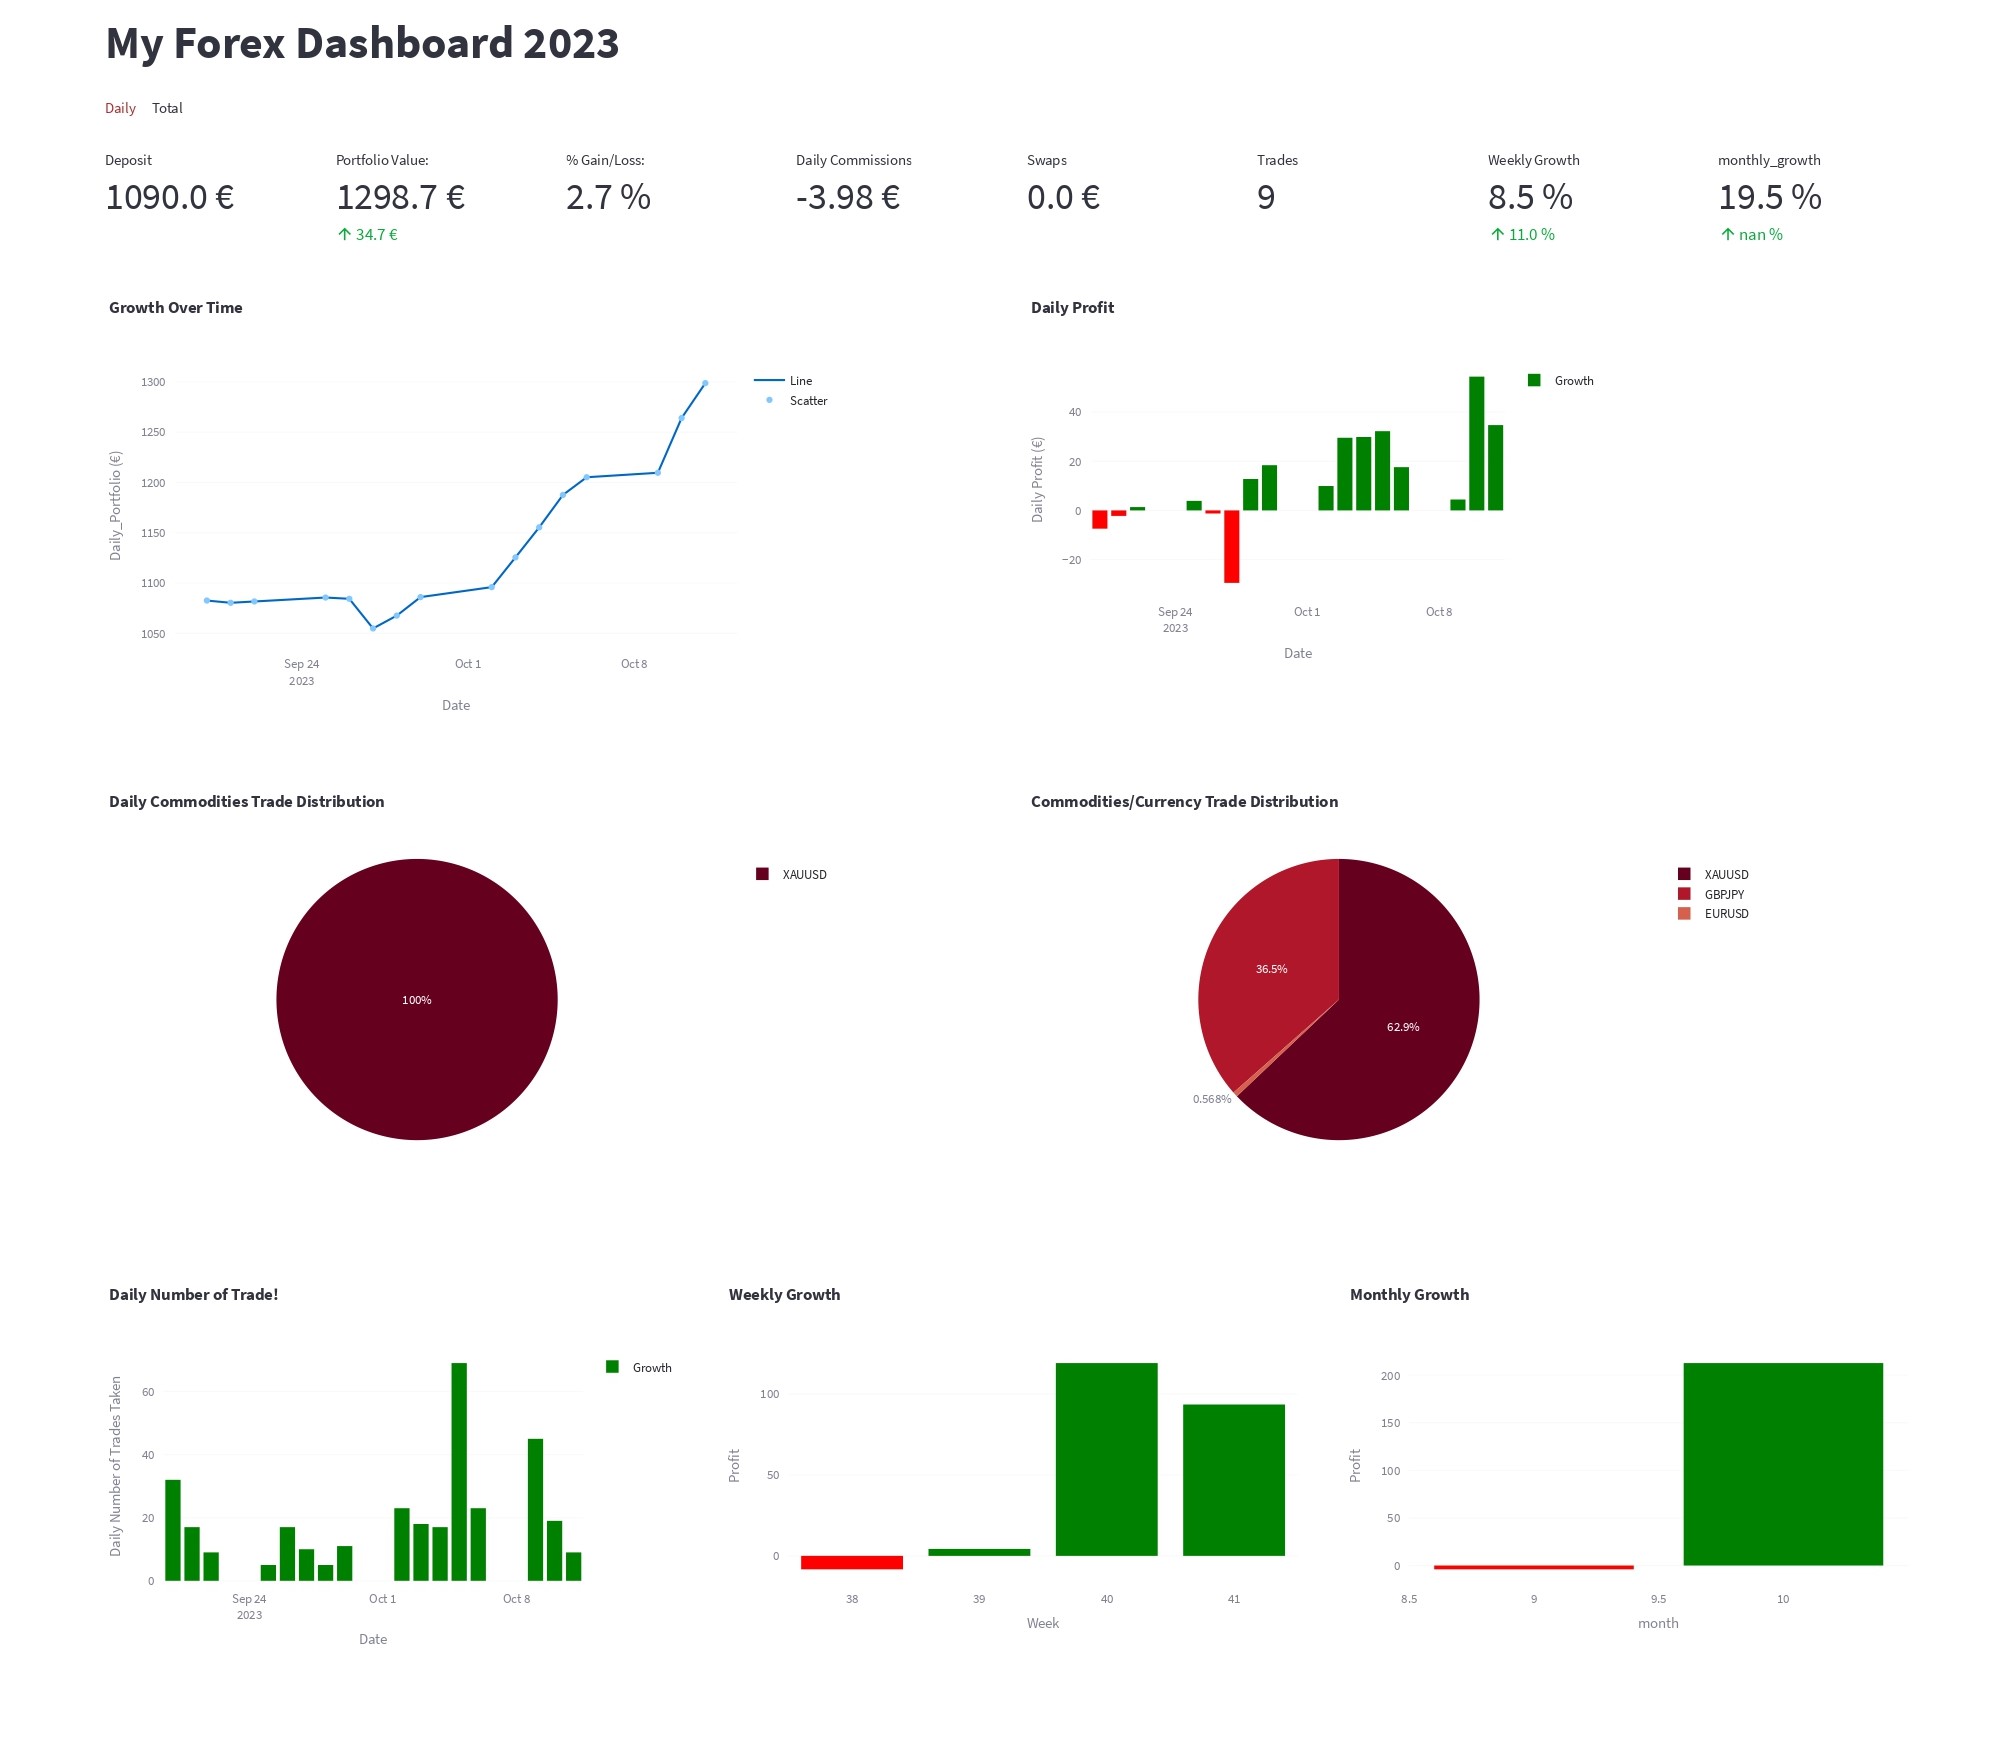 My Forex Dashboard 2023
Daily Total
Deposit
1090.0 €
Portfolio Value:
1298.7 €
↑ 34.7 €
% Gain/Loss:
2.7 %
Daily Commissions
-3.98 €
Swaps
0.0 €
Trades
9
Weekly Growth
8.5 %
↑ 11.0 %
monthly_growth
19.5 %
↑ nan %
Growth Over Time
Line
Scatter
Daily_Portfolio (€)
1300
1250
1200
1150
1100
1050
Sep 24
2023
Oct 1
Oct 8
Date
Daily Profit
Growth
Daily Profit (€)
40
20
0
−20
Sep 24
2023
Oct 1
Oct 8
Date
Daily Commodities Trade Distribution
XAUUSD
100%
Commodities/Currency Trade Distribution
XAUUSD
GBPJPY
EURUSD
36.5%
62.9%
0.568%
Daily Number of Trade!
Growth
Daily Number of Trades Taken
60
40
20
0
Sep 24
2023
Oct 1
Oct 8
Date
Weekly Growth
Profit
100
50
0
38
39
40
41
Week
Monthly Growth
Profit
200
150
100
50
0
8.5
9
9.5
10
month